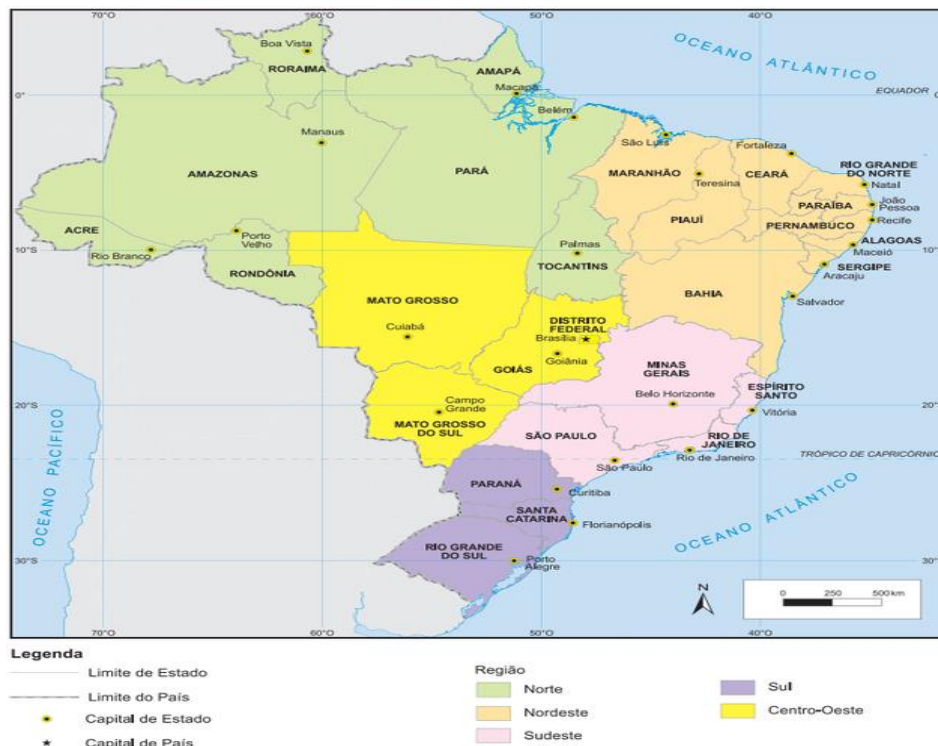 70°O
60°O
50°O
40°O
Boa Vista
RORAIMA
AMAPÁ
Macapá
OCEANO ATLÂNTICO
EQUADOR
0°
0°
Belém
São Luís
Fortaleza
Manaus
AMAZONAS
PARÁ
MARANHÃO
Teresina
CEARÁ
RIO GRANDE
DO NORTE
Natal
PARAÍBA
João
Pessoa
PIAUÍ
PERNAMBUCO
Recife
ACRE
Rio Branco
Porto
Velho
RONDÔNIA
10°S
Palmas
TOCANTINS
ALAGOAS
Maceió
SERGIPE
Aracaju
BAHIA
Salvador
MATO GROSSO
Cuiabá
DISTRITO
FEDERAL
Brasília
GOIÁS
Goiânia
MINAS
GERAIS
Belo Horizonte
ESPÍRITO
SANTO
Vitória
20°S
Campo
Grande
MATO GROSSO
DO SUL
SÃO PAULO
São Paulo
RIO DE
JANEIRO
Rio de Janeiro
TRÓPICO DE CAPRICÓRNIO
OCEANO PACÍFICO
PARANÁ
Curitiba
SANTA
CATARINA
Florianópolis
OCEANO ATLÂNTICO
RIO GRANDE
DO SUL
Porto
Alegre
30°S
N
0 250 500 km
70°O
60°O
50°O
40°O
Legenda
Limite de Estado
Limite do País
Capital de Estado
Capital de País
Região
Norte
Nordeste
Sudeste
Sul
Centro-Oeste